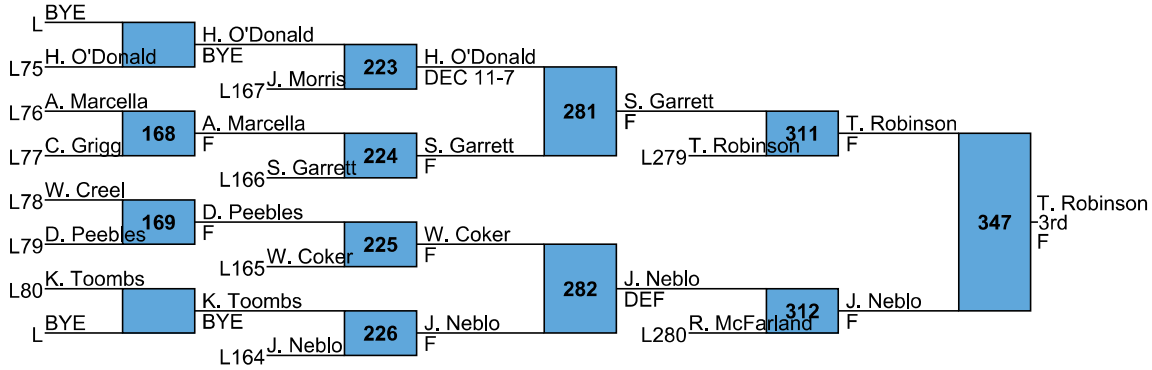 L BYE
H. O'Donald
BYE
L75 H. O'Donald
223
H. O'Donald
DEC 11-7
L167 J. Morris
281
S. Garrett
F
L76 A. Marcella
168
A. Marcella
F
L77 C. Grigg
224
S. Garrett
F
L166 S. Garrett
311
T. Robinson
F
L279 T. Robinson
347
T. Robinson
3rd
F
L78 W. Creel
169
D. Peebles
F
L79 D. Peebles
225
W. Coker
F
L165 W. Coker
282
J. Neblo
DEF
L80 K. Toombs
K. Toombs
BYE
L BYE
226
J. Neblo
F
L164 J. Neblo
312
J. Neblo
F
L280 R. McFarland